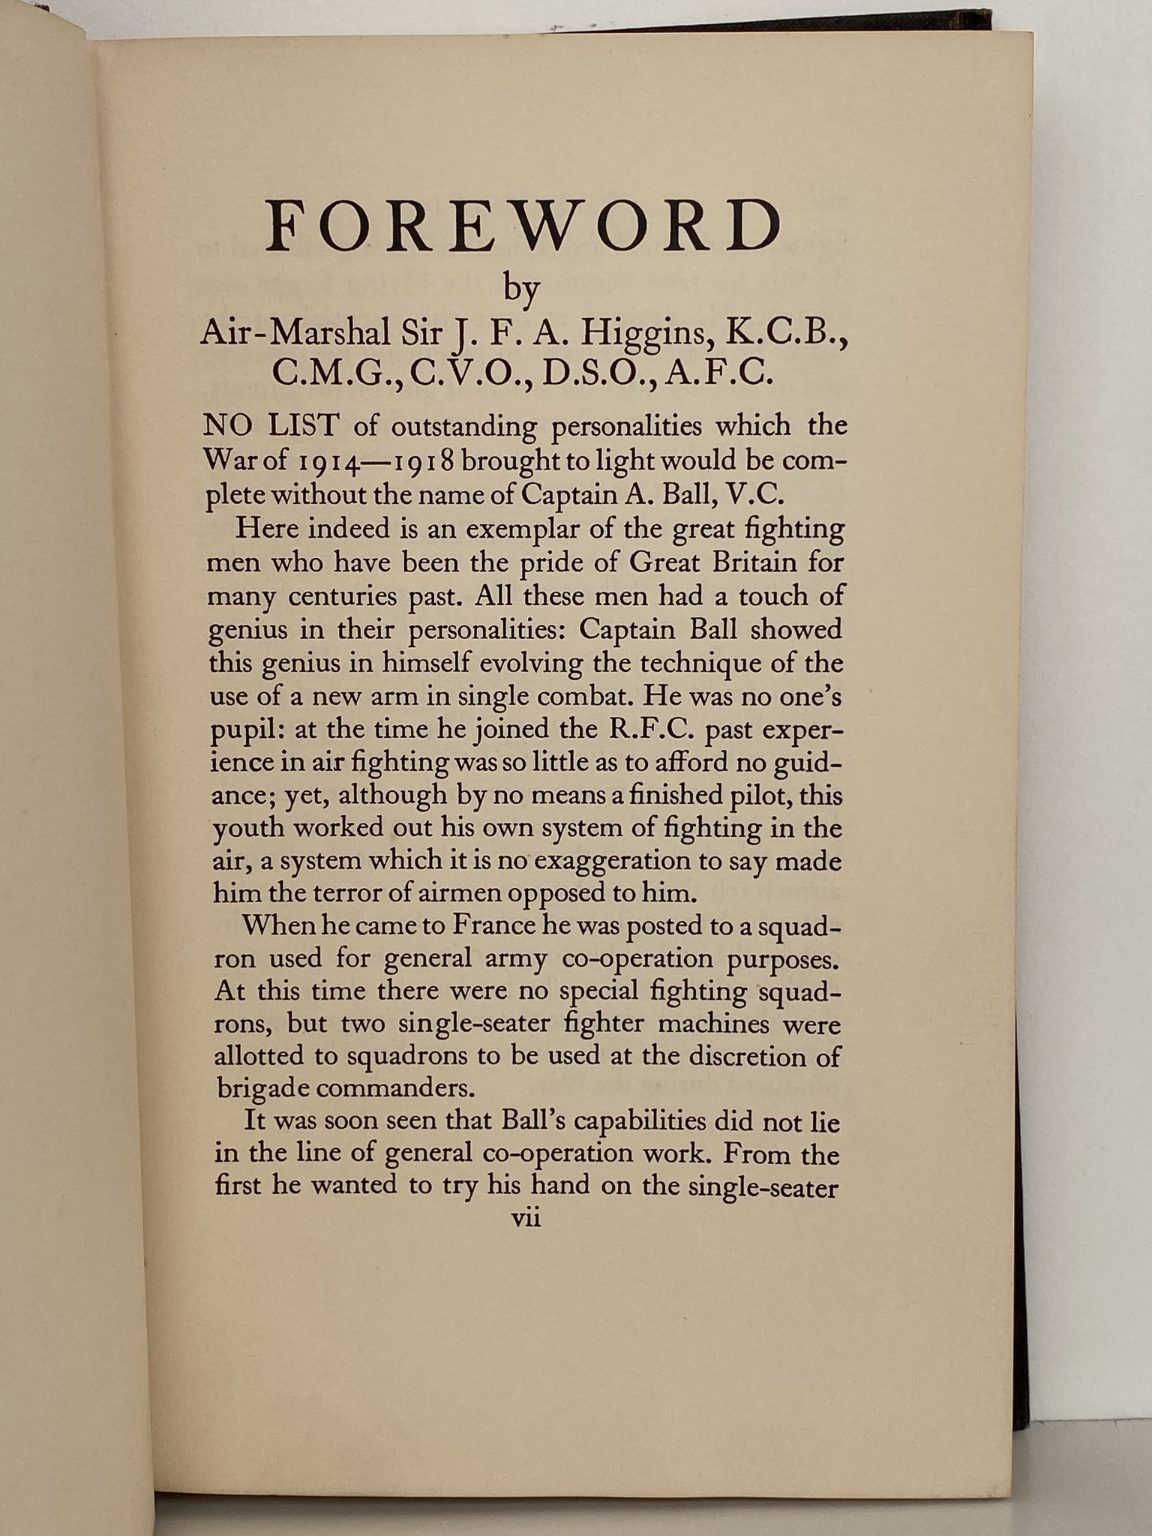 FOREWORD
by
Air-Marshal Sir J. F. A. Higgins, K.C.B.,
C.M.G., C.V.O., D.S.O., A.F.C.
NO LIST of outstanding personalities which the
War of 1914—1918 brought to light would be com-
plete without the name of Captain A. Ball, V.C.
Here indeed is an exemplar of the great fighting
men who have been the pride of Great Britain for
many centuries past. All these men had a touch of
genius in their personalities: Captain Ball showed
this genius in himself evolving the technique of the
use of a new arm in single combat. He was no one's
pupil: at the time he joined the R.F.C. past exper-
ience in air fighting was so little as to afford no guid-
ance; yet, although by no means a finished pilot, this
youth worked out his own system of fighting in the
air, a system which it is no exaggeration to say made
him the terror of airmen opposed to him.
When he came to France he was posted to a squad-
ron used for general army co-operation purposes.
At this time there were no special fighting squad-
rons, but two single-seater fighter machines were
allotted to squadrons to be used at the discretion of
brigade commanders.
It was soon seen that Ball's capabilities did not lie
in the line of general co-operation work. From the
first he wanted to try his hand on the single-seater
vii